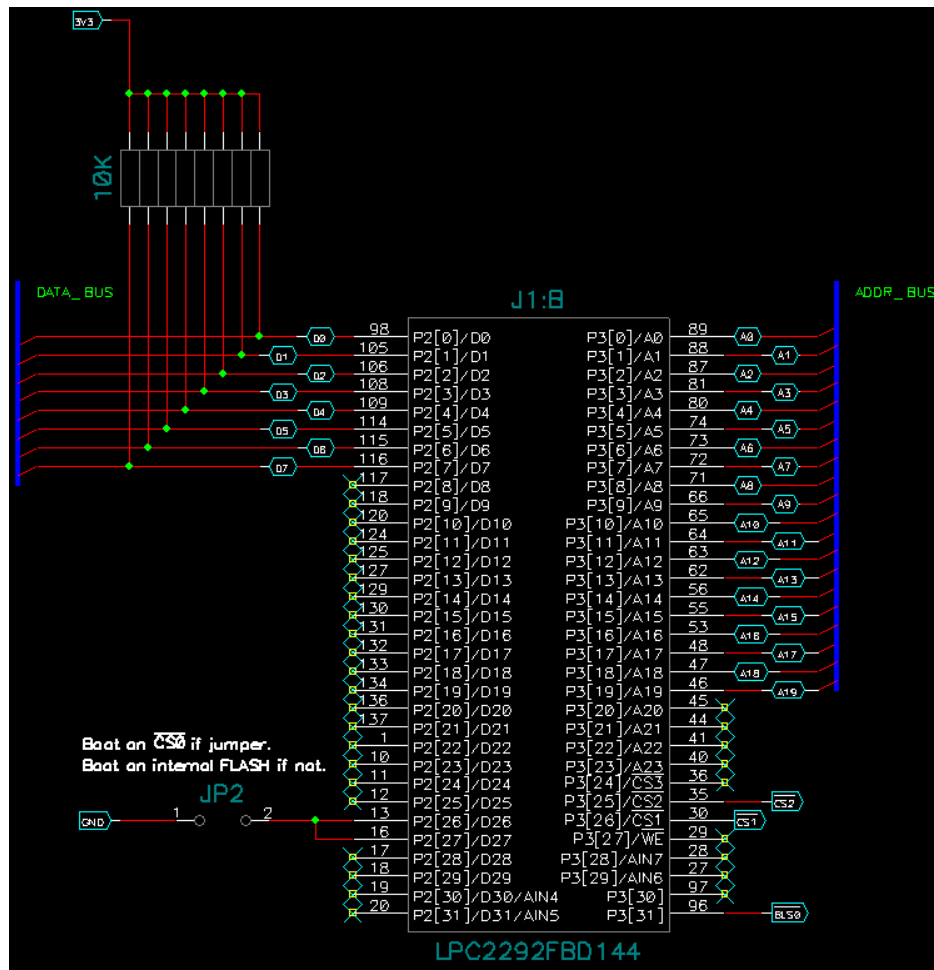 3V3
10K
DATA_BUS
J1:B
ADDR_BUS
D0 98 P2[0]/D0 P3[0]/A0 89 A0
D1 105 P2[1]/D1 P3[1]/A1 88 A1
D2 106 P2[2]/D2 P3[2]/A2 87 A2
D3 108 P2[3]/D3 P3[3]/A3 81 A3
D4 109 P2[4]/D4 P3[4]/A4 80 A4
D5 114 P2[5]/D5 P3[5]/A5 74 A5
D6 115 P2[6]/D6 P3[6]/A6 73 A6
D7 116 P2[7]/D7 P3[7]/A7 72 A7
117 P2[8]/D8 P3[8]/A8 71 A8
118 P2[9]/D9 P3[9]/A9 66 A9
120 P2[10]/D10 P3[10]/A10 65 A10
124 P2[11]/D11 P3[11]/A11 64 A11
125 P2[12]/D12 P3[12]/A12 63 A12
127 P2[13]/D13 P3[13]/A13 62 A13
129 P2[14]/D14 P3[14]/A14 56 A14
130 P2[15]/D15 P3[15]/A15 55 A15
131 P2[16]/D16 P3[16]/A16 53 A16
132 P2[17]/D17 P3[17]/A17 48 A17
133 P2[18]/D18 P3[18]/A18 47 A18
134 P2[19]/D19 P3[19]/A19 46 A19
136 P2[20]/D20 P3[20]/A20 45
137 P2[21]/D21 P3[21]/A21 44
1 P2[22]/D22 P3[22]/A22 41
10 P2[23]/D23 P3[23]/A23 40
11 P2[24]/D24 P3[24]/CS3 36
12 P2[25]/D25 P3[25]/CS2 35 CS2
13 P2[26]/D26 P3[26]/CS1 30 CS1
16 P2[27]/D27 P3[27]/WE 29
17 P2[28]/D28 P3[28]/AIN7 28
18 P2[29]/D29 P3[29]/AIN6 27
19 P2[30]/D30/AIN4 P3[30] 97
20 P2[31]/D31/AIN5 P3[31] 96 BLS0
Boot on CS0 if jumper.
Boot on internal FLASH if not.
JP2
GND 1 2
LPC2292FBD144